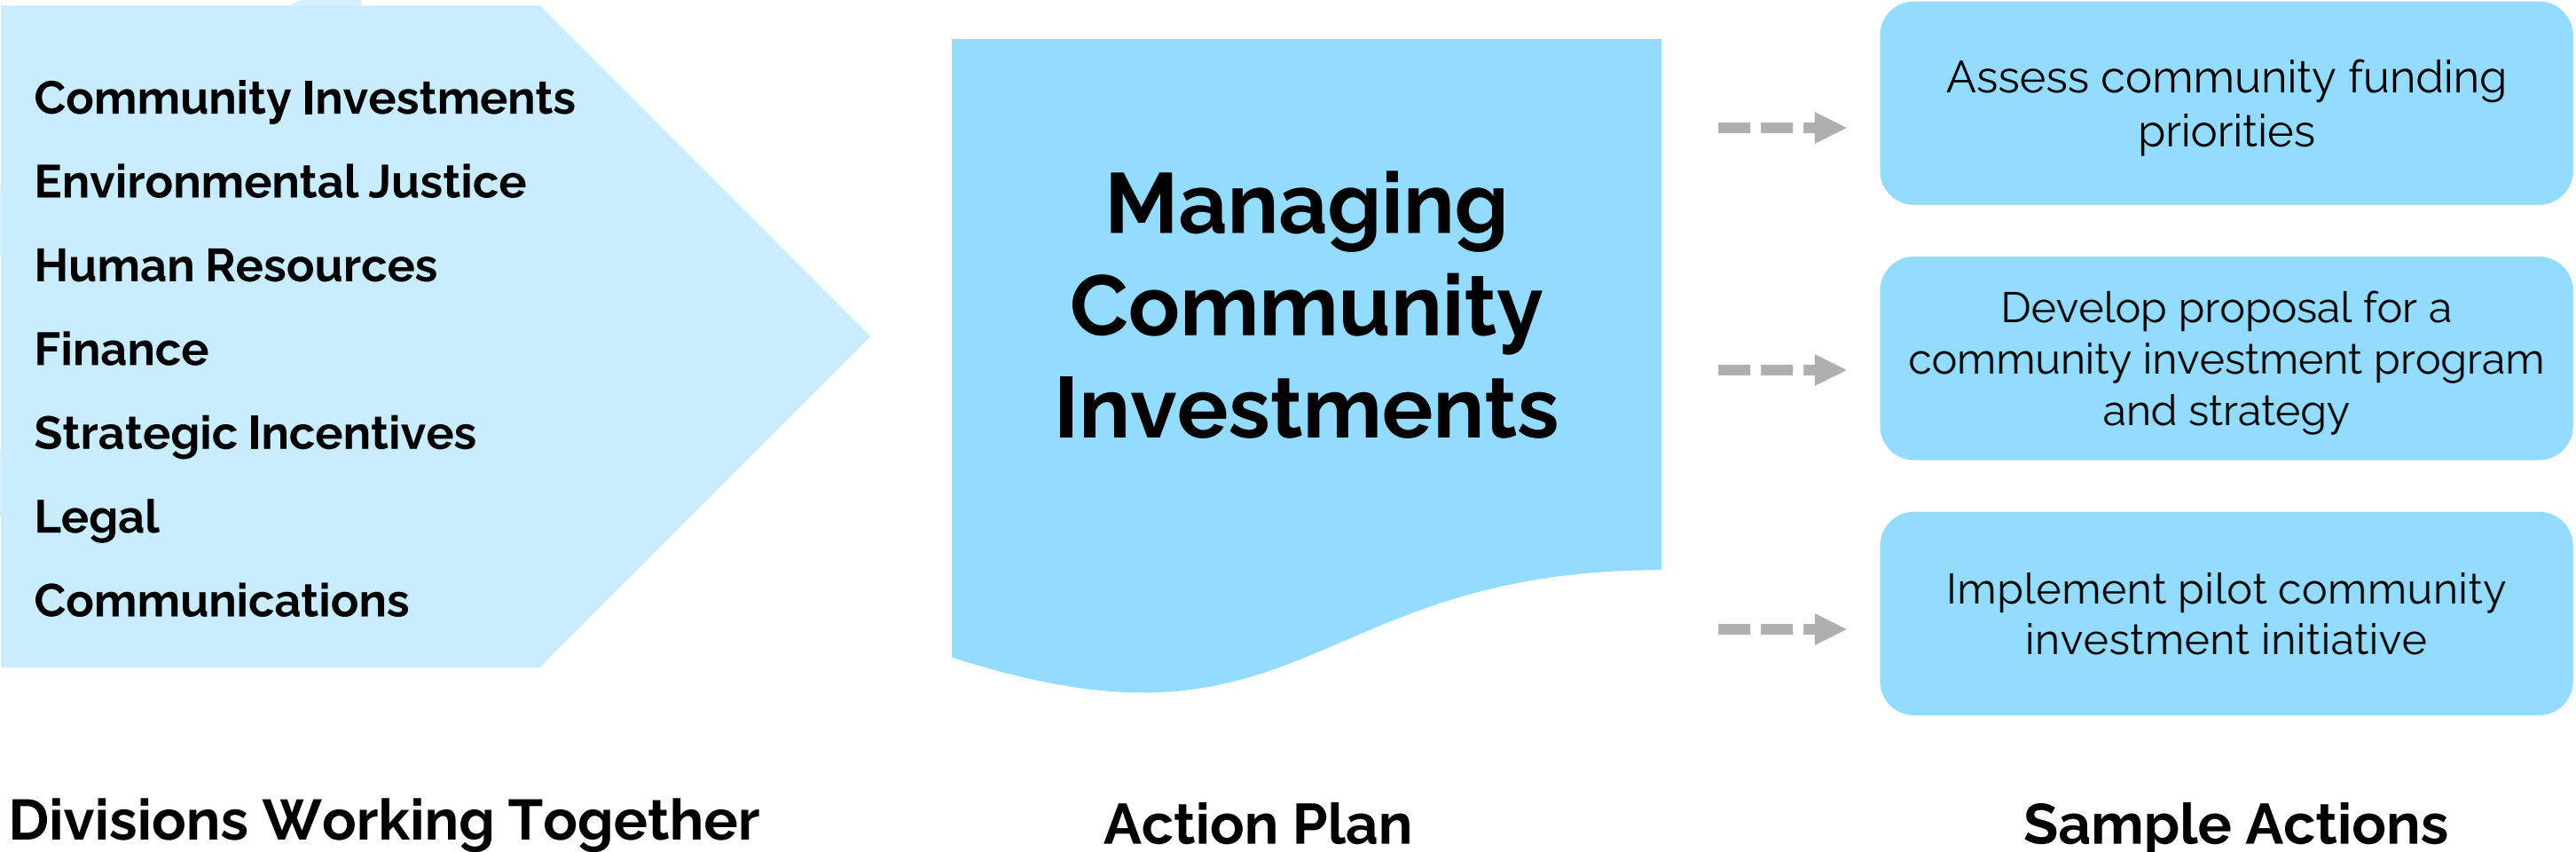 Community Investments
Environmental Justice
Human Resources
Finance
Strategic Incentives
Legal
Communications
Divisions Working Together
Managing
Community
Investments
Action Plan
Assess community funding
priorities
Develop proposal for a
community investment program
and strategy
Implement pilot community
investment initiative
Sample Actions